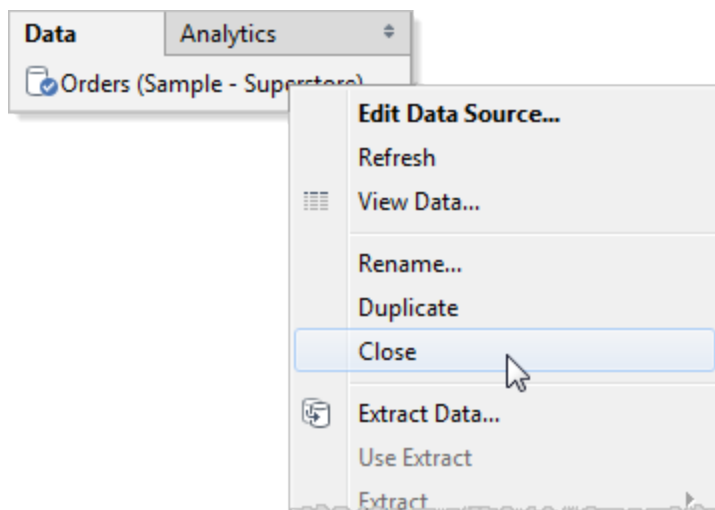 Data
Analytics
Orders (Sample - Superstore)
Edit Data Source...
Refresh
View Data...
Rename...
Duplicate
Close
Extract Data...
Use Extract
Extract